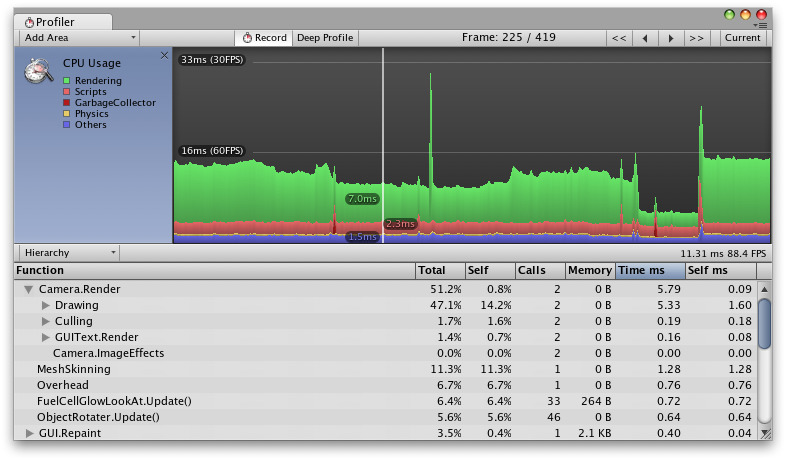 Profiler
Add Area Record Deep Profile Frame: 225 / 419 << >> Current
CPU Usage
Rendering
Scripts
GarbageCollector
Physics
Others
33ms (30FPS)
16ms (60FPS)
7.0ms
2.3ms
1.5ms
Hierarchy 11.31 ms 88.4 FPS
Function Total Self Calls Memory Time ms Self ms
Camera.Render 51.2% 0.8% 2 0 B 5.79 0.09
Drawing 47.1% 14.2% 2 0 B 5.33 1.60
Culling 1.7% 1.6% 2 0 B 0.19 0.18
GUIText.Render 1.4% 0.7% 2 0 B 0.16 0.08
Camera.ImageEffects 0.0% 0.0% 2 0 B 0.00 0.00
MeshSkinning 11.3% 11.3% 1 0 B 1.28 1.28
Overhead 6.7% 6.7% 1 0 B 0.76 0.76
FuelCellGlowLookAt.Update() 6.4% 6.4% 33 264 B 0.72 0.72
ObjectRotater.Update() 5.6% 5.6% 46 0 B 0.64 0.64
GUI.Repaint 3.5% 0.4% 1 2.1 KB 0.40 0.04